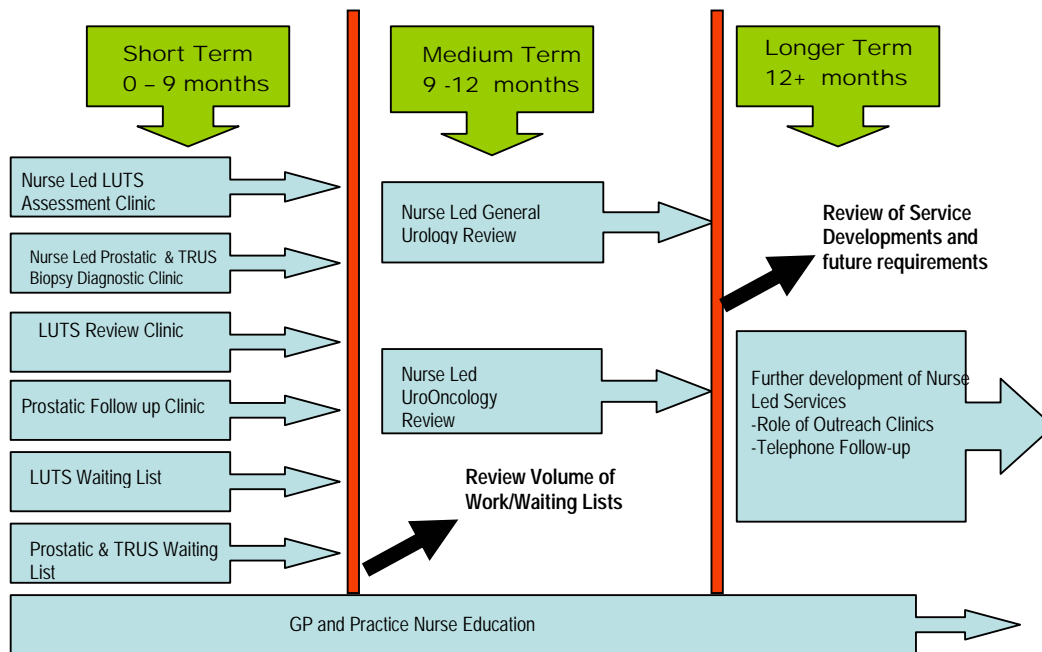 Short Term
0 – 9 months
Medium Term
9 -12 months
Longer Term
12+ months
Nurse Led LUTS
Assessment Clinic
Nurse Led Prostatic & TRUS
Biopsy Diagnostic Clinic
LUTS Review Clinic
Prostatic Follow up Clinic
LUTS Waiting List
Prostatic & TRUS Waiting
List
Nurse Led General
Urology Review
Nurse Led
UroOncology
Review
Review Volume of
Work/Waiting Lists
Review of Service
Developments and
future requirements
Further development of Nurse
Led Services
-Role of Outreach Clinics
-Telephone Follow-up
GP and Practice Nurse Education